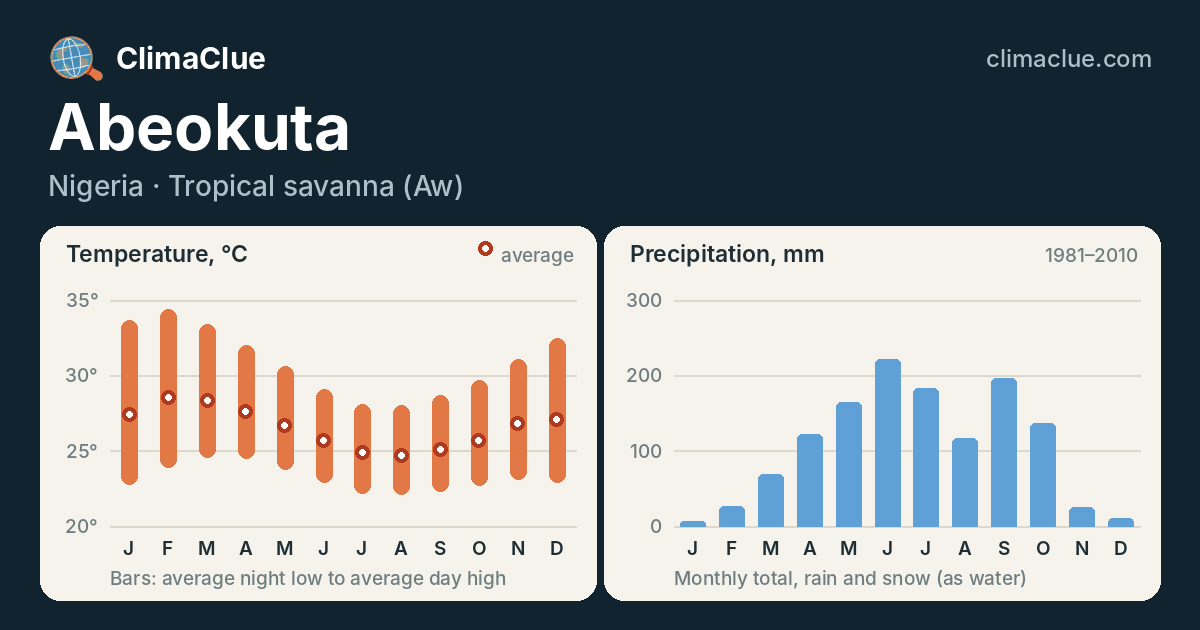 ClimaClue
climaclue.com
Abeokuta
Nigeria · Tropical savanna (Aw)
Temperature, °C
average
35°
30°
25°
20°
J F M A M J J A S O N D
Bars: average night low to average day high
Precipitation, mm
1981–2010
300
200
100
0
J F M A M J J A S O N D
Monthly total, rain and snow (as water)